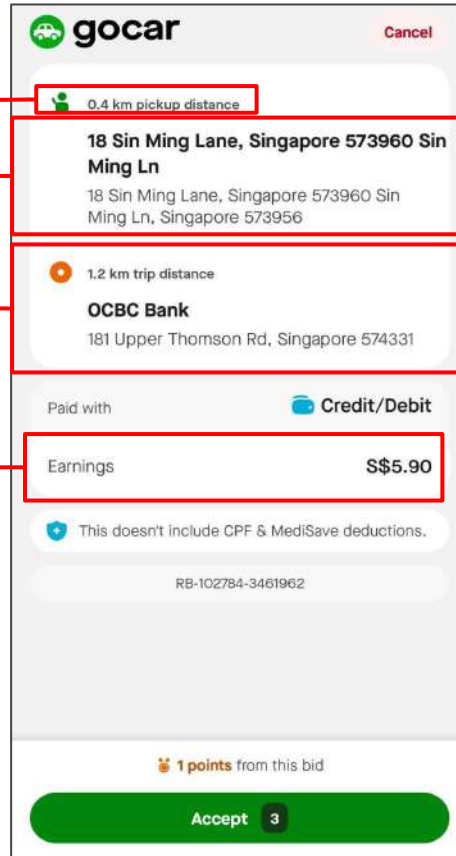 gocar
Cancel
0.4 km pickup distance
18 Sin Ming Lane, Singapore 573960 Sin
Ming Ln
18 Sin Ming Lane, Singapore 573960 Sin
Ming Ln, Singapore 573956
1.2 km trip distance
OCBC Bank
181 Upper Thomson Rd, Singapore 574331
Paid with
Credit/Debit
Earnings
S$5.90
This doesn't include CPF & MediSave deductions.
RB-102784-3461962
1 points from this bid
Accept 3